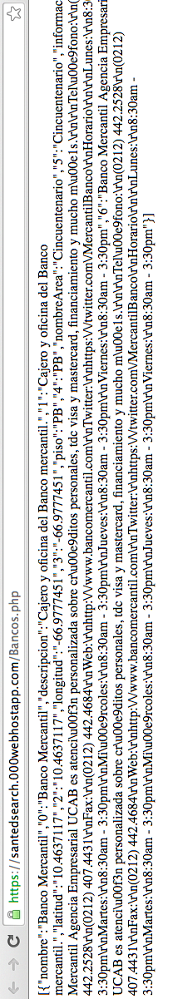 https://santedsearch.000webhostapp.com/Bancos.php
[{"nombre":"Banco Mercantil","0":"Banco Mercantil","descripcion":"Cajero y oficina del Banco mercantil.","1":"Cajero y oficina del Banco
mercantil.","latitud":"10.4637117","2":"10.4637117","longitud":"-66.9777451","3":"-66.9777451","piso":"PB","4":"PB","nombreArea":"Cincuentenario","5":"Cincuentenario","informac
Mercantil Agencia Empresarial UCAB es atenci\u00f3n personalizada sobre cr\u00e9ditos personales, tdc visa y mastercard, financiamiento y mucho m\u00e1s.\r\n\r\nTel\u00e9fono:\r\n(
442.2528\r\nFax:\r\n(0212) 407.4431\r\nFax:\r\n(0212) 442.4684\r\nWeb:\r\nhttp:\/\/www.bancomercantil.com\r\nTwitter:\r\nhttps:\/\/twitter.com\/MercantilBanco\r\nHorario\r\n\r\nLunes:\r\n8:3
3:30pm\r\nMartes:\r\n8:30am - 3:30pm\r\nMi\u00e9rcoles:\r\n8:30am - 3:30pm\r\nJueves:\r\n8:30am - 3:30pm\r\nViernes:\r\n8:30am - 3:30pm","6":"Banco Mercantil Agencia Empresari
UCAB es atenci\u00f3n personalizada sobre cr\u00e9ditos personales, tdc visa y mastercard, financiamiento y mucho m\u00e1s.\r\n\r\nTel\u00e9fono:\r\n(0212) 442.2528\r\n(0212)
407.4431\r\nFax:\r\n(0212) 442.4684\r\nWeb:\r\nhttp:\/\/www.bancomercantil.com\r\nTwitter:\r\nhttps:\/\/twitter.com\/MercantilBanco\r\nHorario\r\n\r\nLunes:\r\n8:30am -
3:30pm\r\nMartes:\r\n8:30am - 3:30pm\r\nMi\u00e9rcoles:\r\n8:30am - 3:30pm\r\nJueves:\r\n8:30am - 3:30pm\r\nViernes:\r\n8:30am - 3:30pm"}]